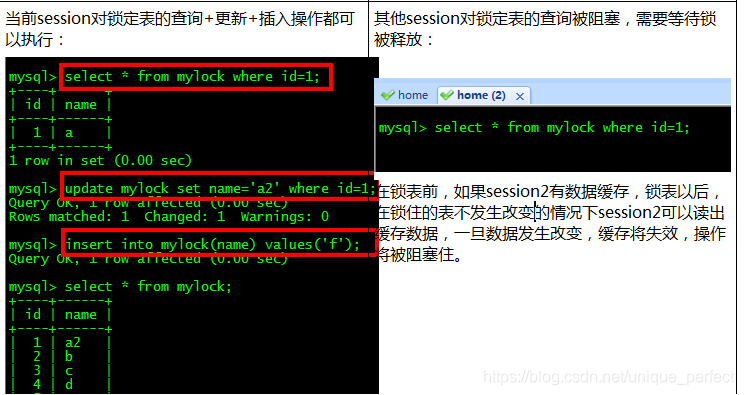 当前session对锁定表的查询+更新+插入操作都可
以执行：
mysql> select * from mylock where id=1;
+----+------+
| id | name |
+----+------+
|  1 | a    |
+----+------+
1 row in set (0.00 sec)
mysql> update mylock set name='a2' where id=1;
Query OK, 1 row affected (0.00 sec)
Rows matched: 1  Changed: 1  Warnings: 0
mysql> insert into mylock(name) values('f');
Query OK, 1 row affected (0.00 sec)
mysql> select * from mylock;
+----+------+
| id | name |
+----+------+
|  1 | a2   |
|  2 | b    |
|  3 | c    |
|  4 | d    |
其他session对锁定表的查询被阻塞，需要等待锁
被释放：
home home (2)
mysql> select * from mylock where id=1;
在锁表前，如果session2有数据缓存，锁表以后，
在锁住的表不发生改变的情况下session2可以读出
缓存数据，一旦数据发生改变，缓存将失效，操作
将被阻塞住。
https://blog.csdn.net/unique_perfect